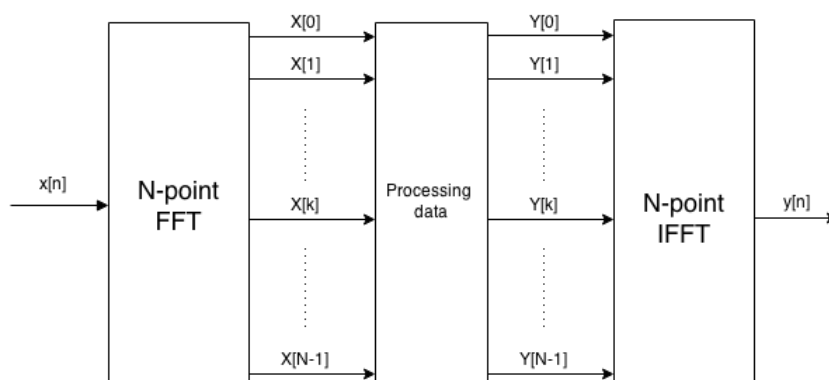 x[n]
N-point
FFT
X[0]
X[1]
X[k]
X[N-1]
Processing
data
Y[0]
Y[1]
Y[k]
Y[N-1]
N-point
IFFT
y[n]